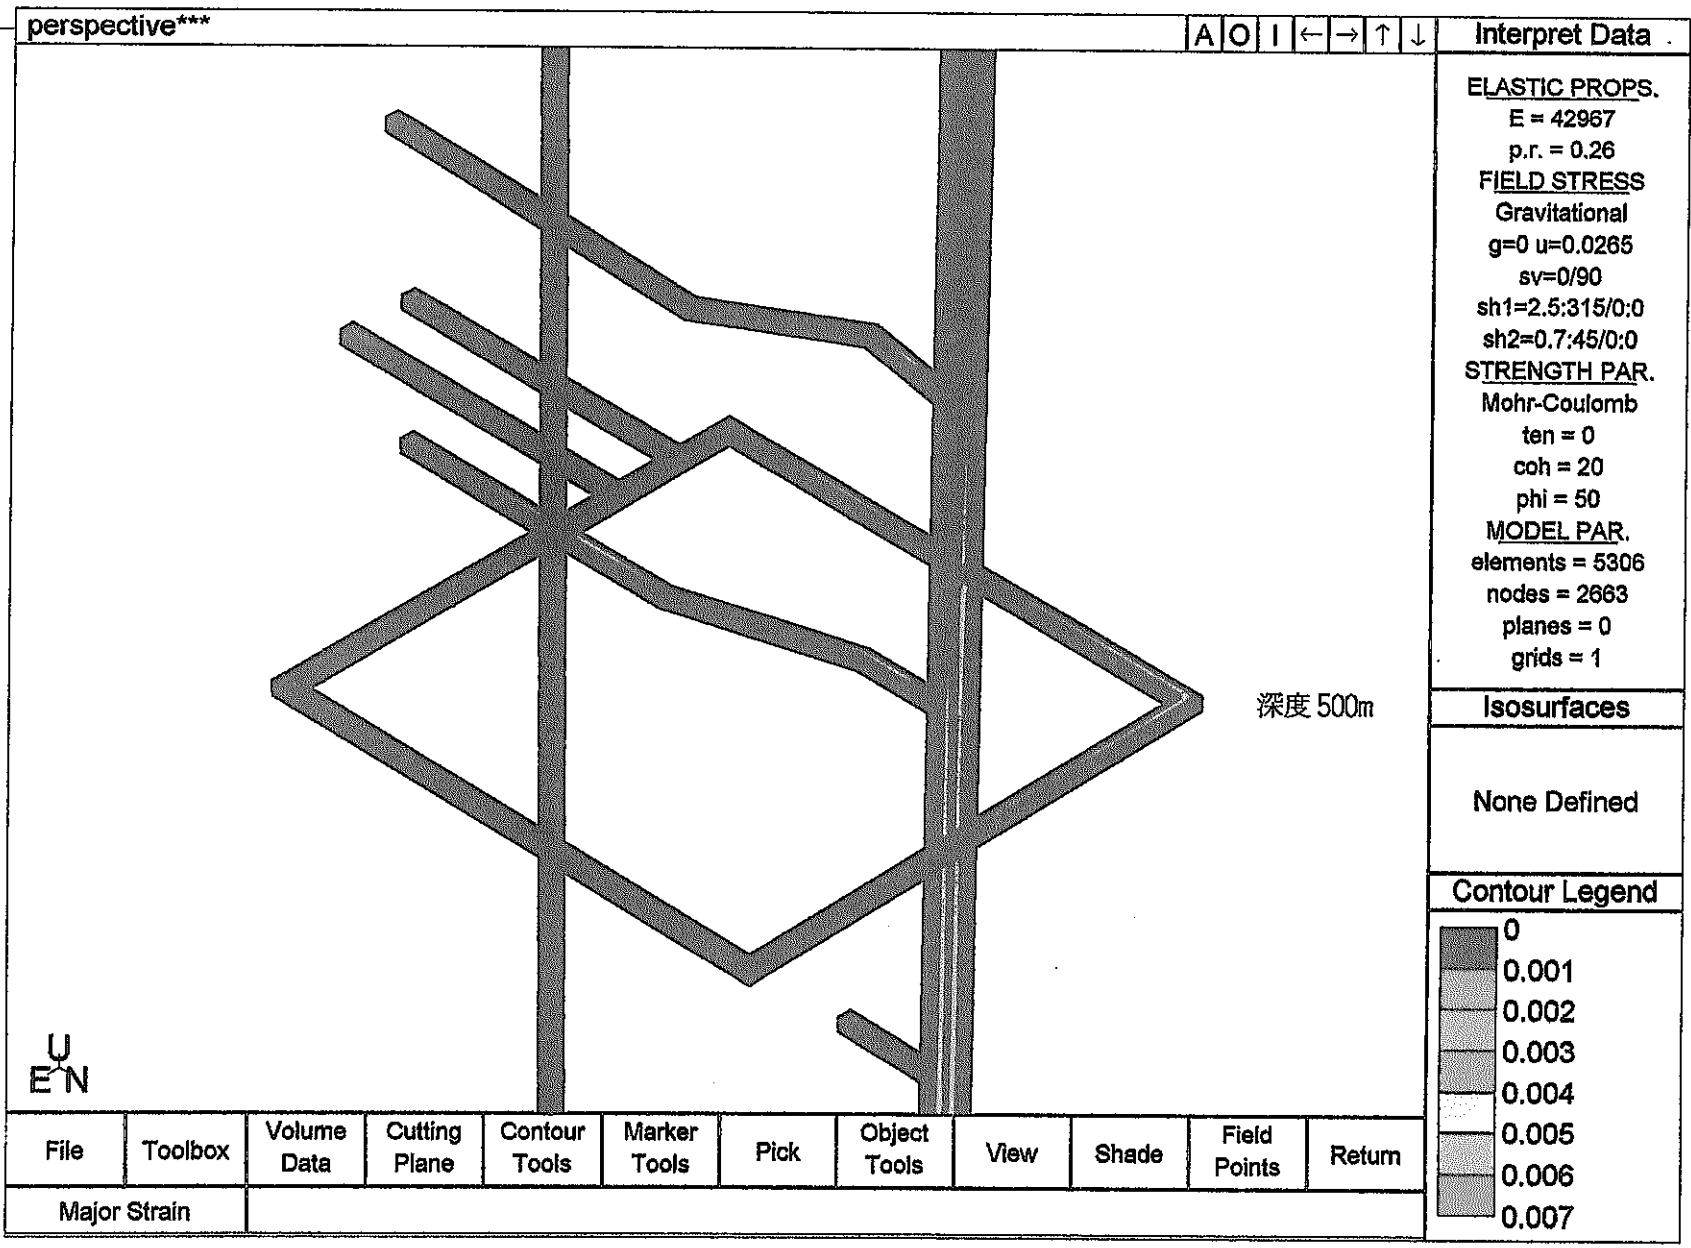 perspective***
A O I ← → ↑ ↓
Interpret Data
ELASTIC PROPS.
E = 42967
p.r. = 0.26
FIELD STRESS
Gravitational
g=0 u=0.0265
sv=0/90
sh1=2.5:315/0:0
sh2=0.7:45/0:0
STRENGTH PAR.
Mohr-Coulomb
ten = 0
coh = 20
phi = 50
MODEL PAR.
elements = 5306
nodes = 2663
planes = 0
grids = 1
深度 500m
Isosurfaces
None Defined
Contour Legend
0
0.001
0.002
0.003
0.004
0.005
0.006
0.007
U
E N
File
Toolbox
Volume
Data
Cutting
Plane
Contour
Tools
Marker
Tools
Pick
Object
Tools
View
Shade
Field
Points
Return
Major Strain